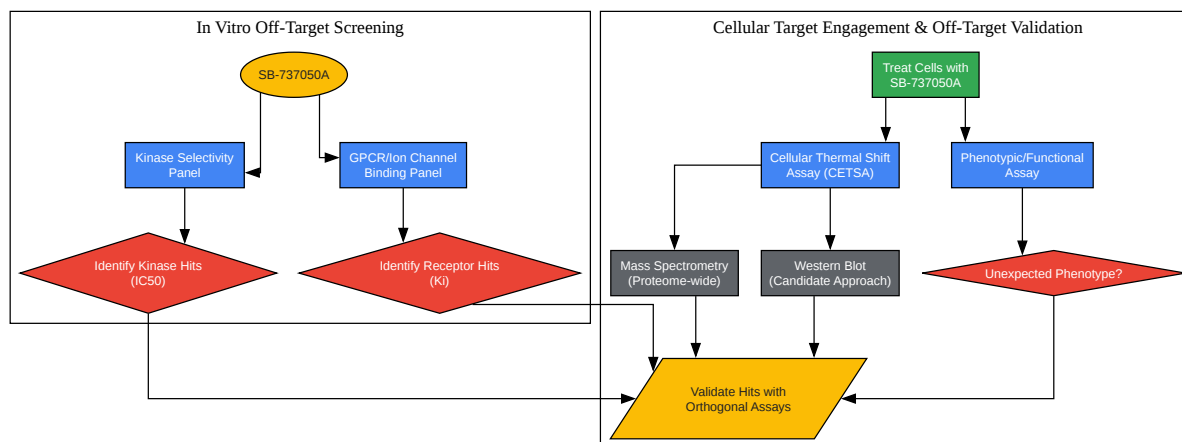 In Vitro Off-Target Screening
SB-737050A
Kinase Selectivity
Panel
GPCR/Ion Channel
Binding Panel
Identify Kinase Hits
(IC50)
Identify Receptor Hits
(Ki)
Cellular Target Engagement & Off-Target Validation
Treat Cells with
SB-737050A
Cellular Thermal Shift
Assay (CETSA)
Phenotypic/Functional
Assay
Mass Spectrometry
(Proteome-wide)
Western Blot
(Candidate Approach)
Unexpected Phenotype?
Validate Hits with
Orthogonal Assays